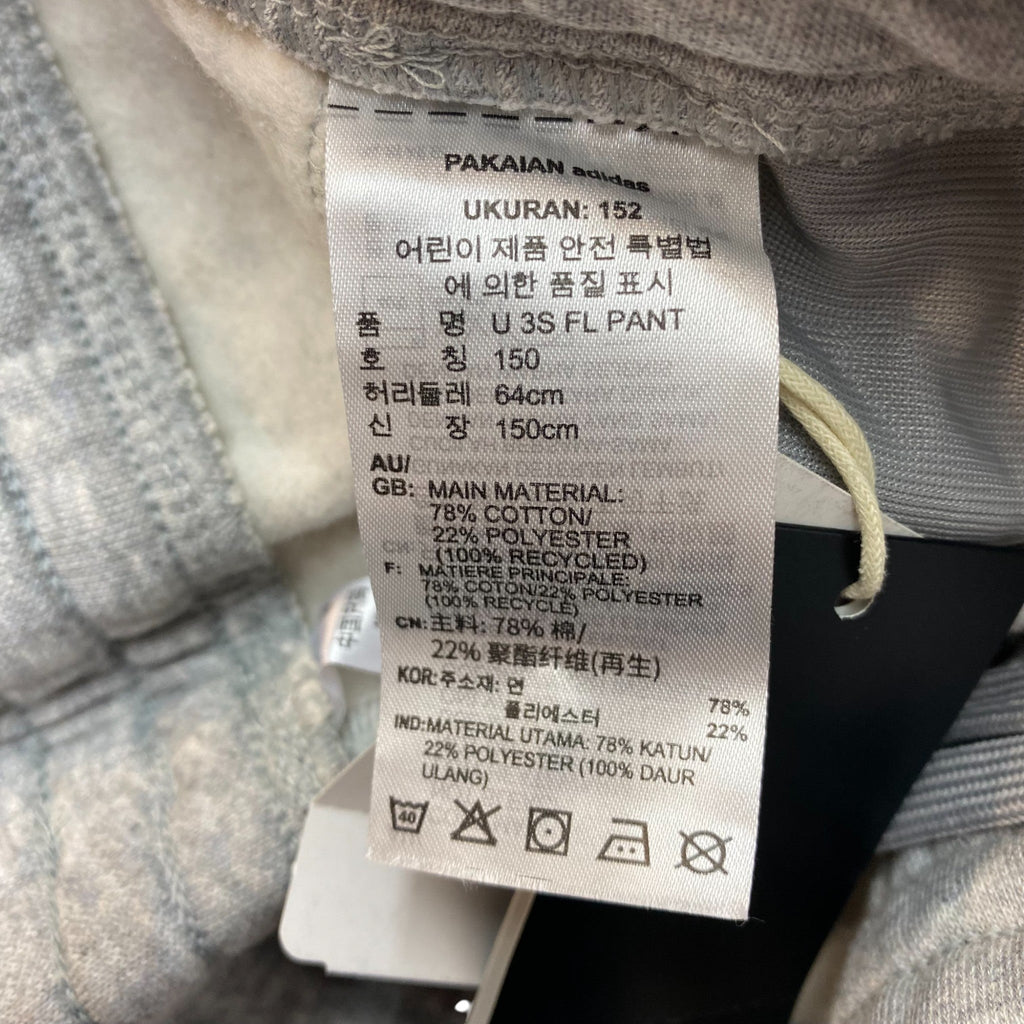 PAKAIAN adidas
UKURAN: 152
어린이 제품 안전 특별법
에 의한 품질 표시
품 명 U 3S FL PANT
호 칭 150
허리둘레 64cm
신 장 150cm
AU/
GB: MAIN MATERIAL:
78% COTTON/
22% POLYESTER
(100% RECYCLED)
F: MATIERE PRINCIPALE:
78% COTON/22% POLYESTER
(100% RECYCLÉ)
CN: 主料: 78% 棉/
22% 聚酯纤维(再生)
KOR: 주소재: 면 78%
폴리에스터 22%
IND: MATERIAL UTAMA: 78% KATUN/
22% POLYESTER (100% DAUR
ULANG)
40